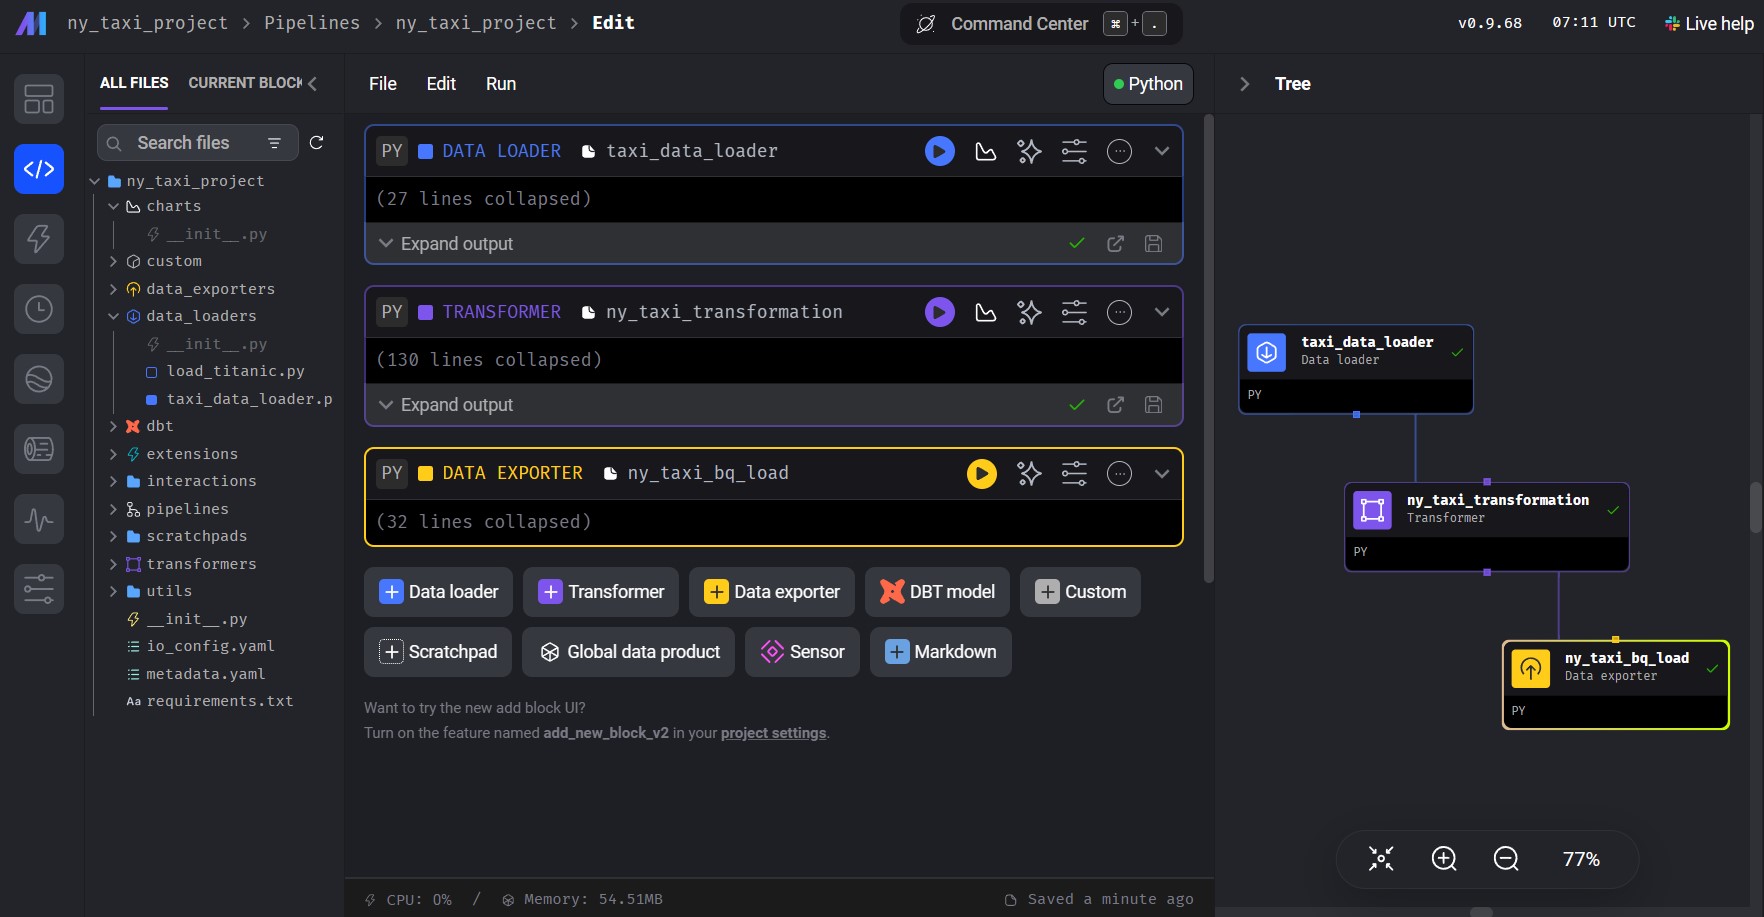 ny_taxi_project > Pipelines > ny_taxi_project > Edit
Command Center ⌘ + .
v0.9.68 07:11 UTC Live help
ALL FILES CURRENT BLOCK
Search files
ny_taxi_project
charts
__init__.py
custom
data_exporters
data_loaders
__init__.py
load_titanic.py
taxi_data_loader.p
dbt
extensions
interactions
pipelines
scratchpads
transformers
utils
__init__.py
io_config.yaml
metadata.yaml
Aa requirements.txt
File Edit Run
Python
PY DATA LOADER taxi_data_loader
(27 lines collapsed)
Expand output
PY TRANSFORMER ny_taxi_transformation
(130 lines collapsed)
Expand output
PY DATA EXPORTER ny_taxi_bq_load
(32 lines collapsed)
Data loader Transformer Data exporter DBT model Custom
Scratchpad Global data product Sensor Markdown
Want to try the new add block UI?
Turn on the feature named add_new_block_v2 in your project settings.
CPU: 0% / Memory: 54.51MB
Saved a minute ago
Tree
taxi_data_loader
Data loader
PY
ny_taxi_transformation
Transformer
PY
ny_taxi_bq_load
Data exporter
PY
77%